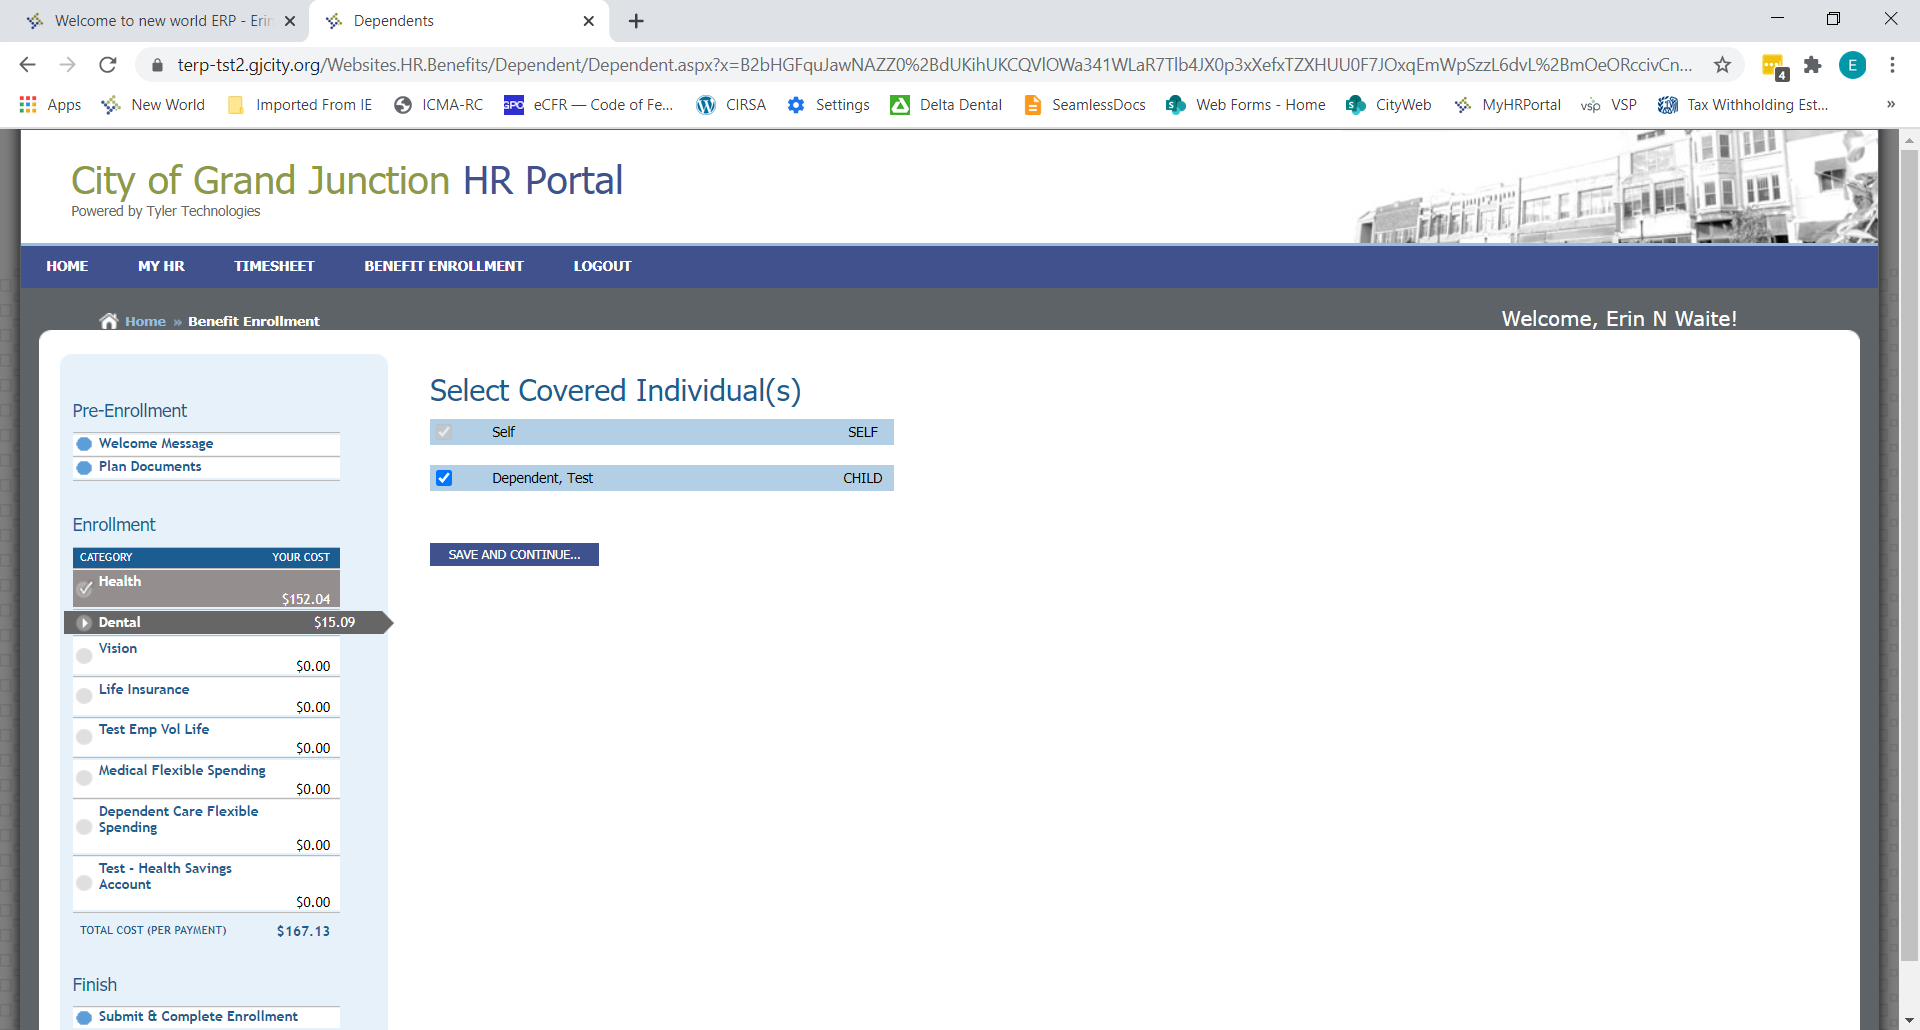 Welcome to new world ERP - Erin
Dependents
terp-tst2.gjcity.org/Websites.HR.Benefits/Dependent/Dependent.aspx?x=B2bHGFquJawNAZZ0%2BdUKihUKCQVlOWa341WLaR7Tlb4JX0p3xXefxTZXHUU0F7JOxqEmWpSzzL6dvL%2BmOeORccivCn...
4
E
Apps
New World
Imported From IE
ICMA-RC
GPO
eCFR — Code of Fe...
CIRSA
Settings
Delta Dental
SeamlessDocs
Web Forms - Home
CityWeb
MyHRPortal
vsp
VSP
Tax Withholding Est...
»
City of Grand Junction HR Portal
Powered by Tyler Technologies
HOME
MY HR
TIMESHEET
BENEFIT ENROLLMENT
LOGOUT
Home » Benefit Enrollment
Welcome, Erin N Waite!
Pre-Enrollment
Welcome Message
Plan Documents
Enrollment
CATEGORY YOUR COST
Health
$152.04
Dental $15.09
Vision
$0.00
Life Insurance
$0.00
Test Emp Vol Life
$0.00
Medical Flexible Spending
$0.00
Dependent Care Flexible
Spending
$0.00
Test - Health Savings
Account
$0.00
TOTAL COST (PER PAYMENT) $167.13
Finish
Submit & Complete Enrollment
Select Covered Individual(s)
Self SELF
Dependent, Test CHILD
SAVE AND CONTINUE...